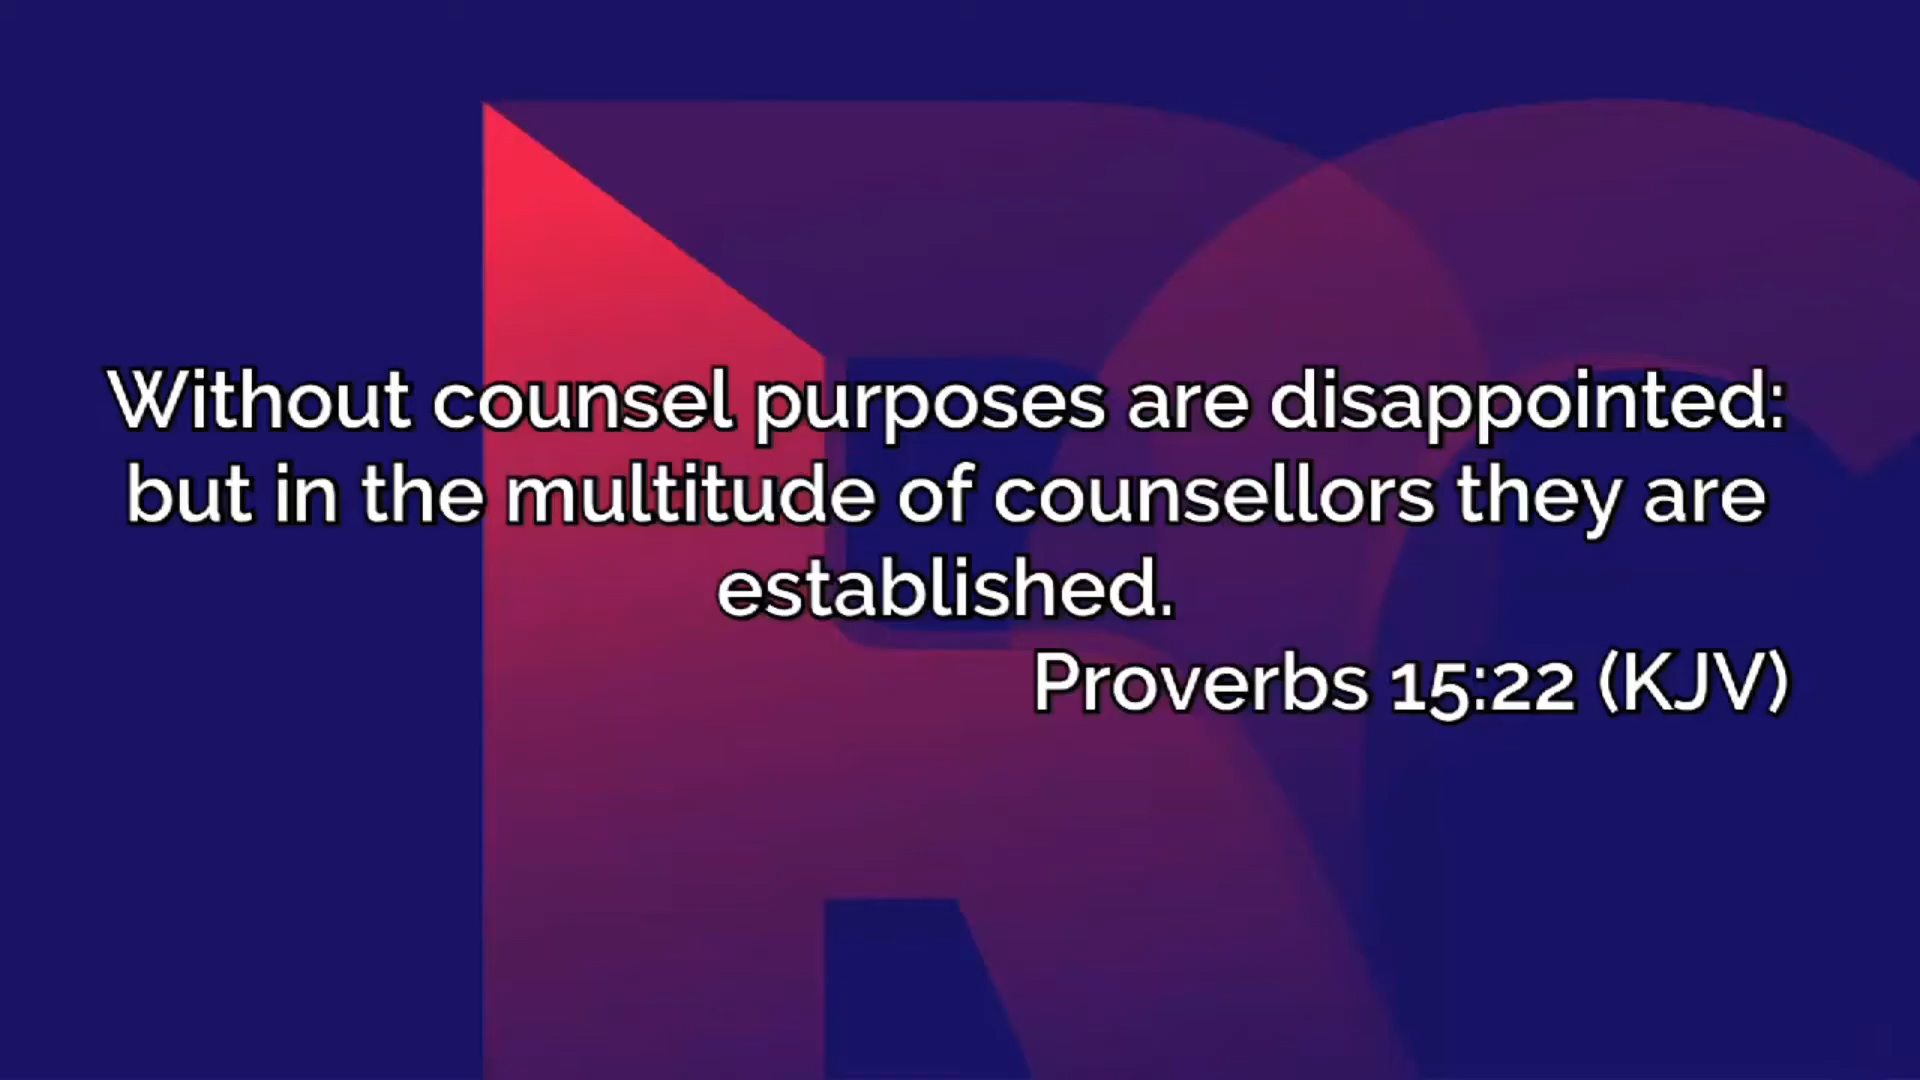 Without counsel purposes are disappointed:
but in the multitude of counsellors they are
established.
Proverbs 15:22 (KJV)